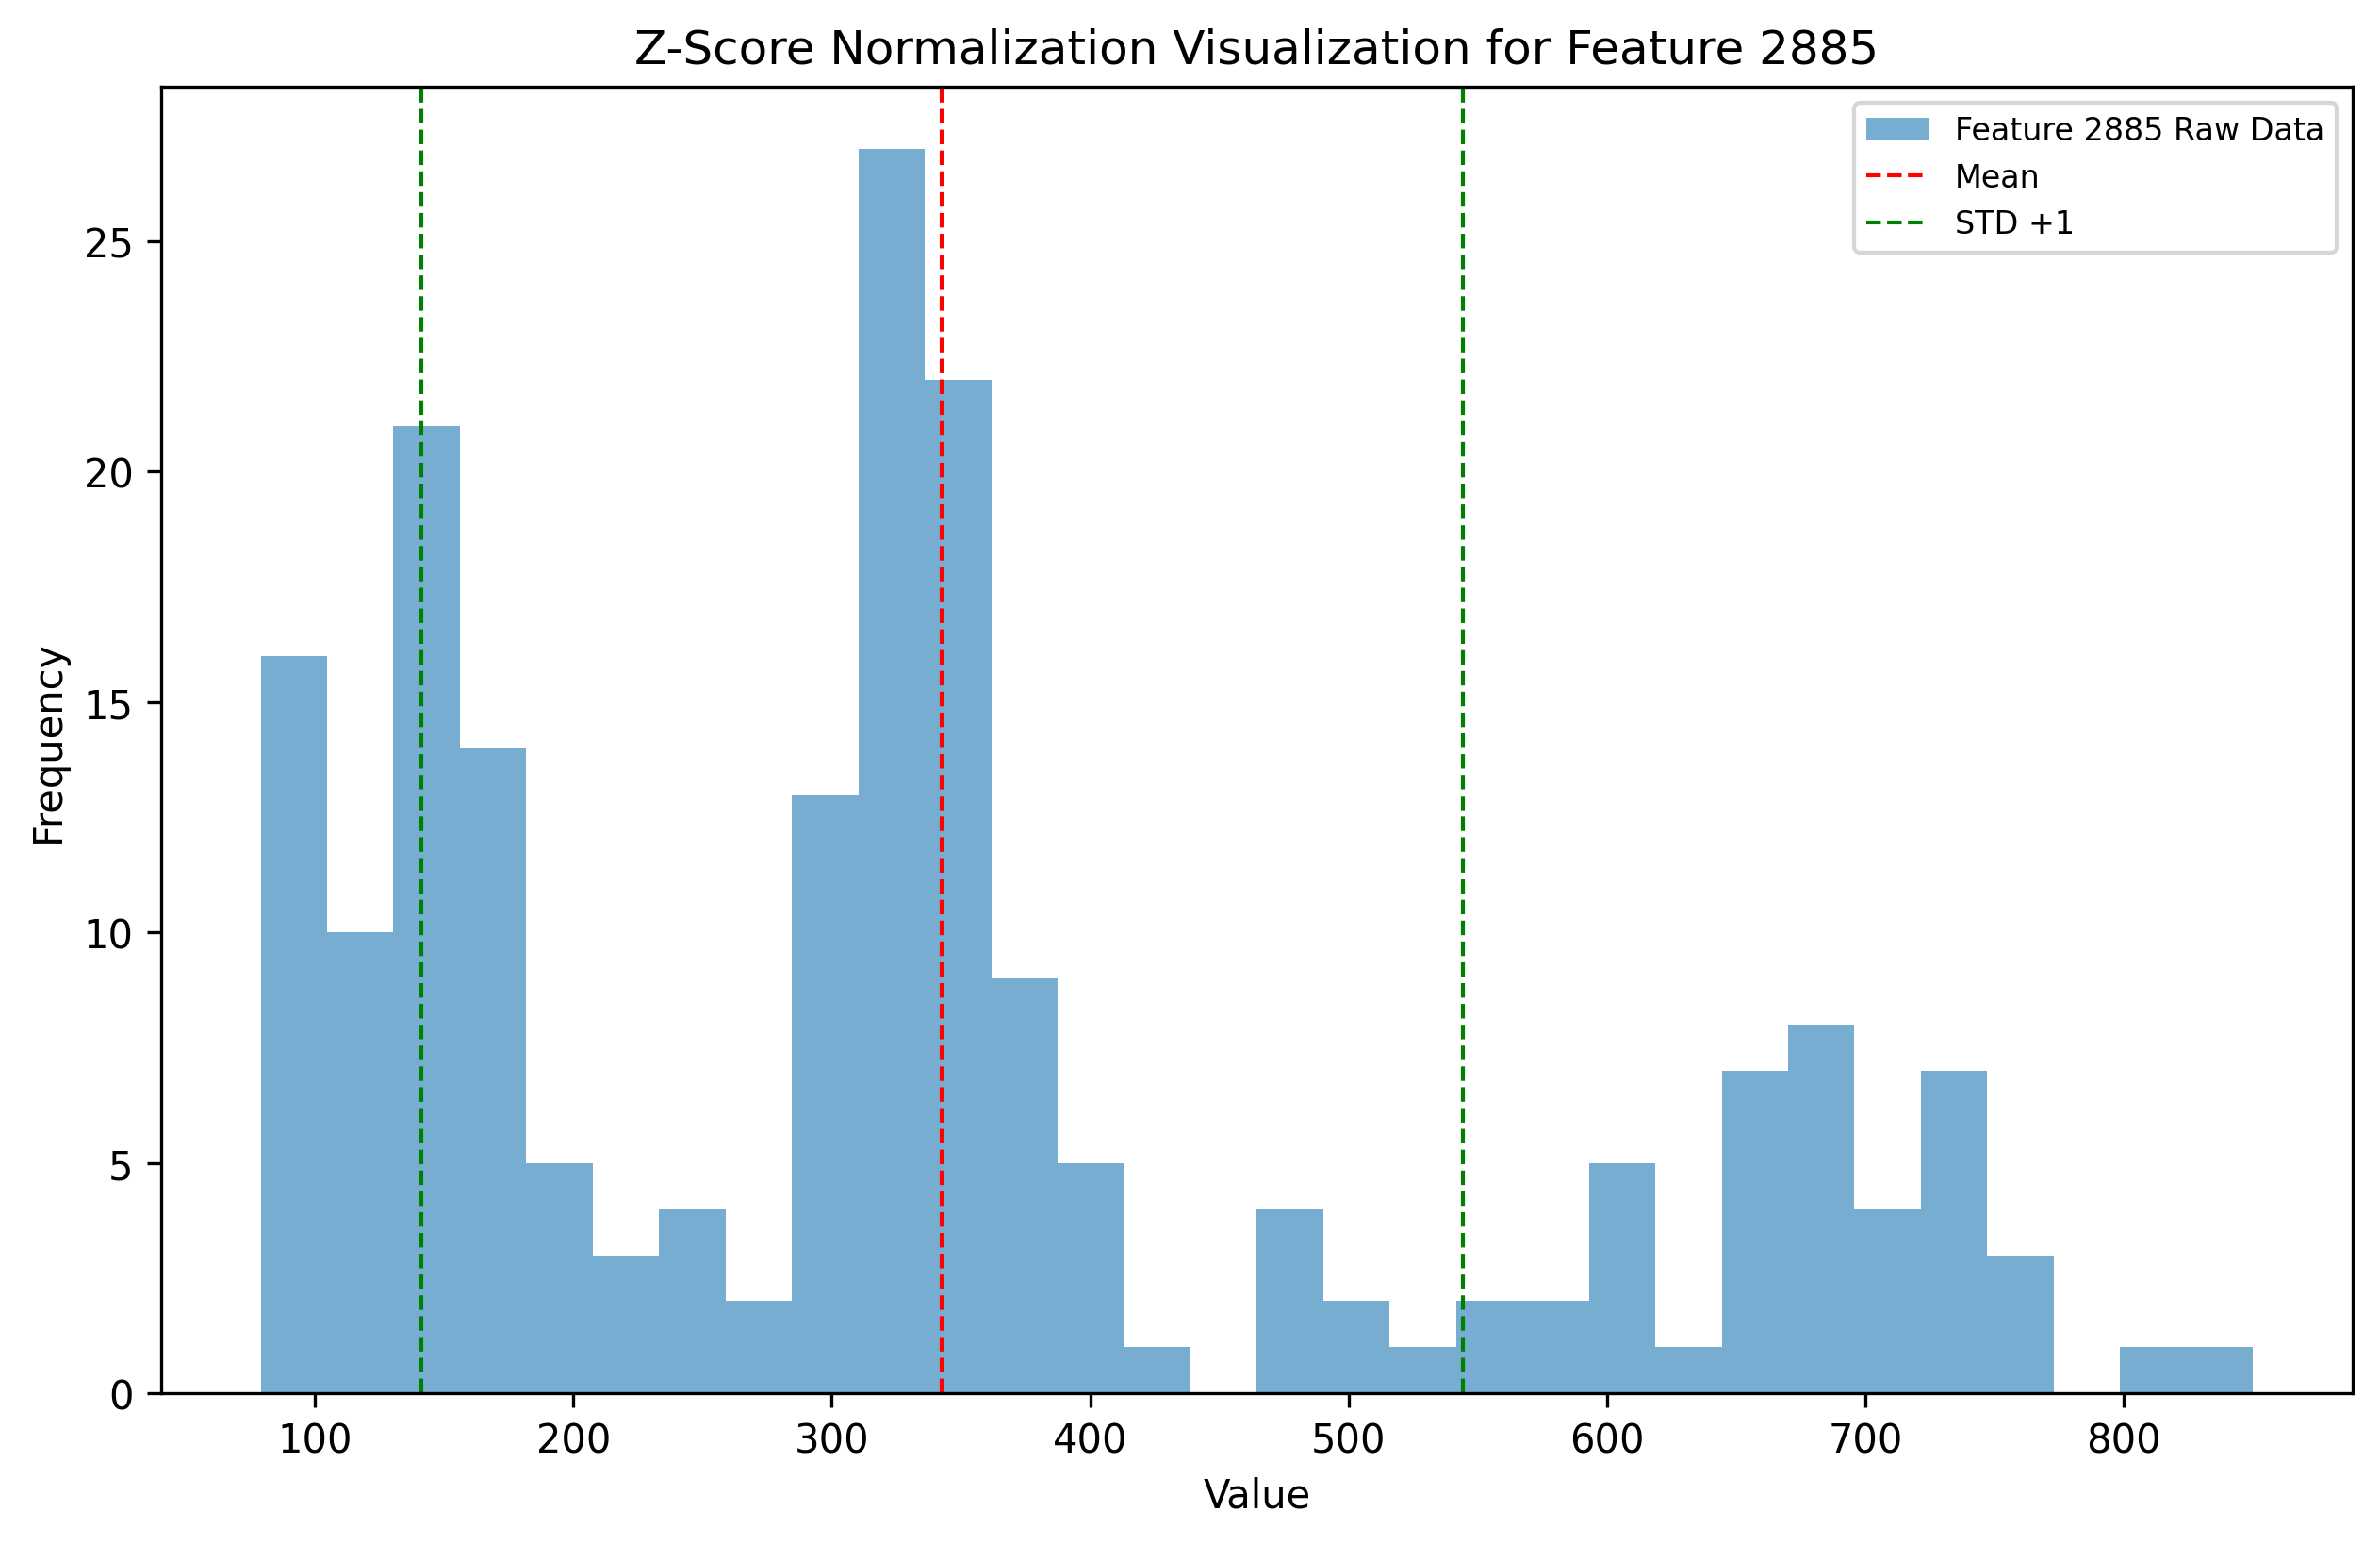 Z-Score Normalization Visualization for Feature 2885
Feature 2885 Raw Data
Mean
STD +1
Frequency
25
20
15
10
5
0
100 200 300 400 500 600 700 800
Value